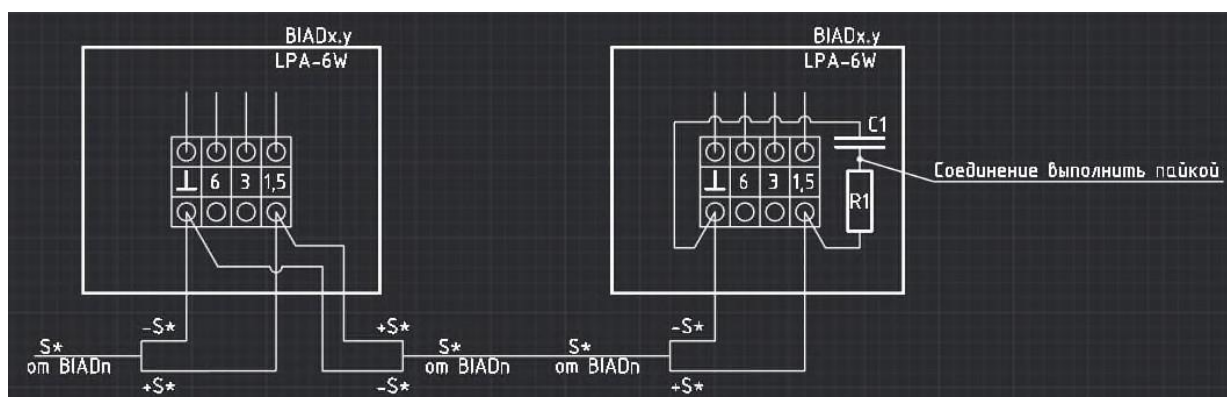 BIADx.y
LPA-6W
⊥ 6 3 1,5
-S*
S*
от BIADn
+S*
+S*
S*
от BIADn
-S*
BIADx.y
LPA-6W
C1
⊥ 6 3 1,5
R1
Соединение выполнить пайкой
S*
от BIADn
-S*
+S*